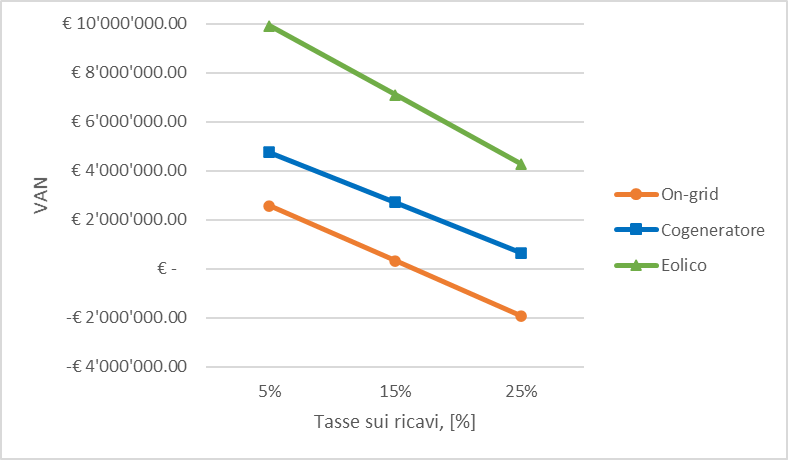 € 10'000'000.00
€ 8'000'000.00
€ 6'000'000.00
€ 4'000'000.00
€ 2'000'000.00
€ -
-€ 2'000'000.00
-€ 4'000'000.00
VAN
5% 15% 25%
Tasse sui ricavi, [%]
On-grid
Cogeneratore
Eolico